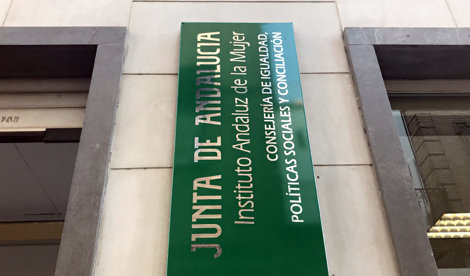 JUNTA DE ANDALUCIA
Instituto Andaluz de la Mujer
CONSEJERÍA DE IGUALDAD,
POLÍTICAS SOCIALES Y CONCILIACIÓN